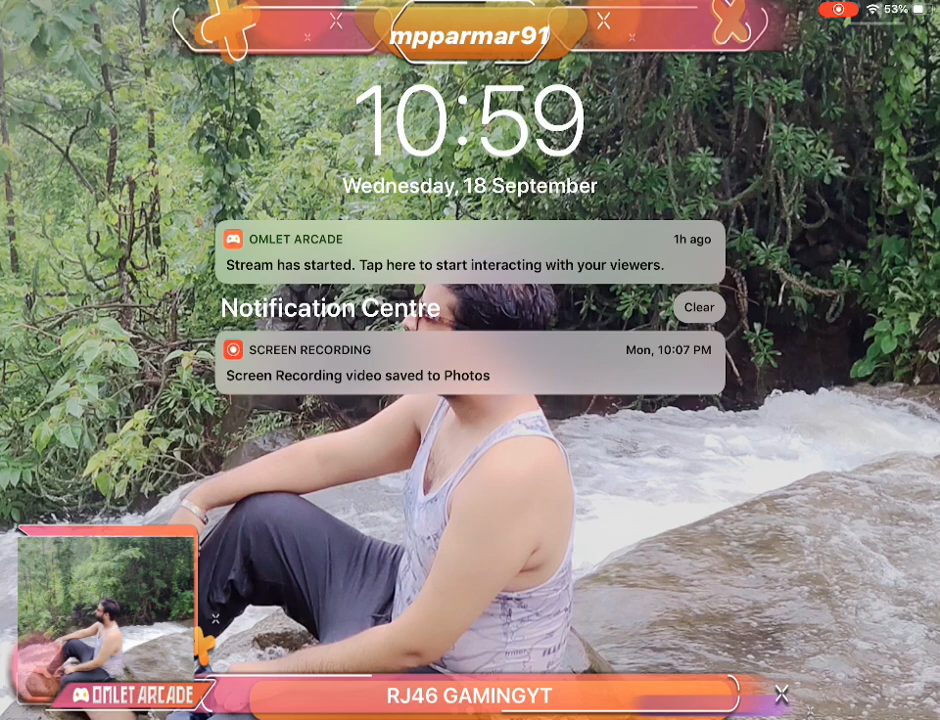 mpparmar91
53%
10:59
Wednesday, 18 September
OMLET ARCADE
1h ago
Stream has started. Tap here to start interacting with your viewers.
Notification Centre
Clear
SCREEN RECORDING
Mon, 10:07 PM
Screen Recording video saved to Photos
OMLET ARCADE
RJ46 GAMINGYT